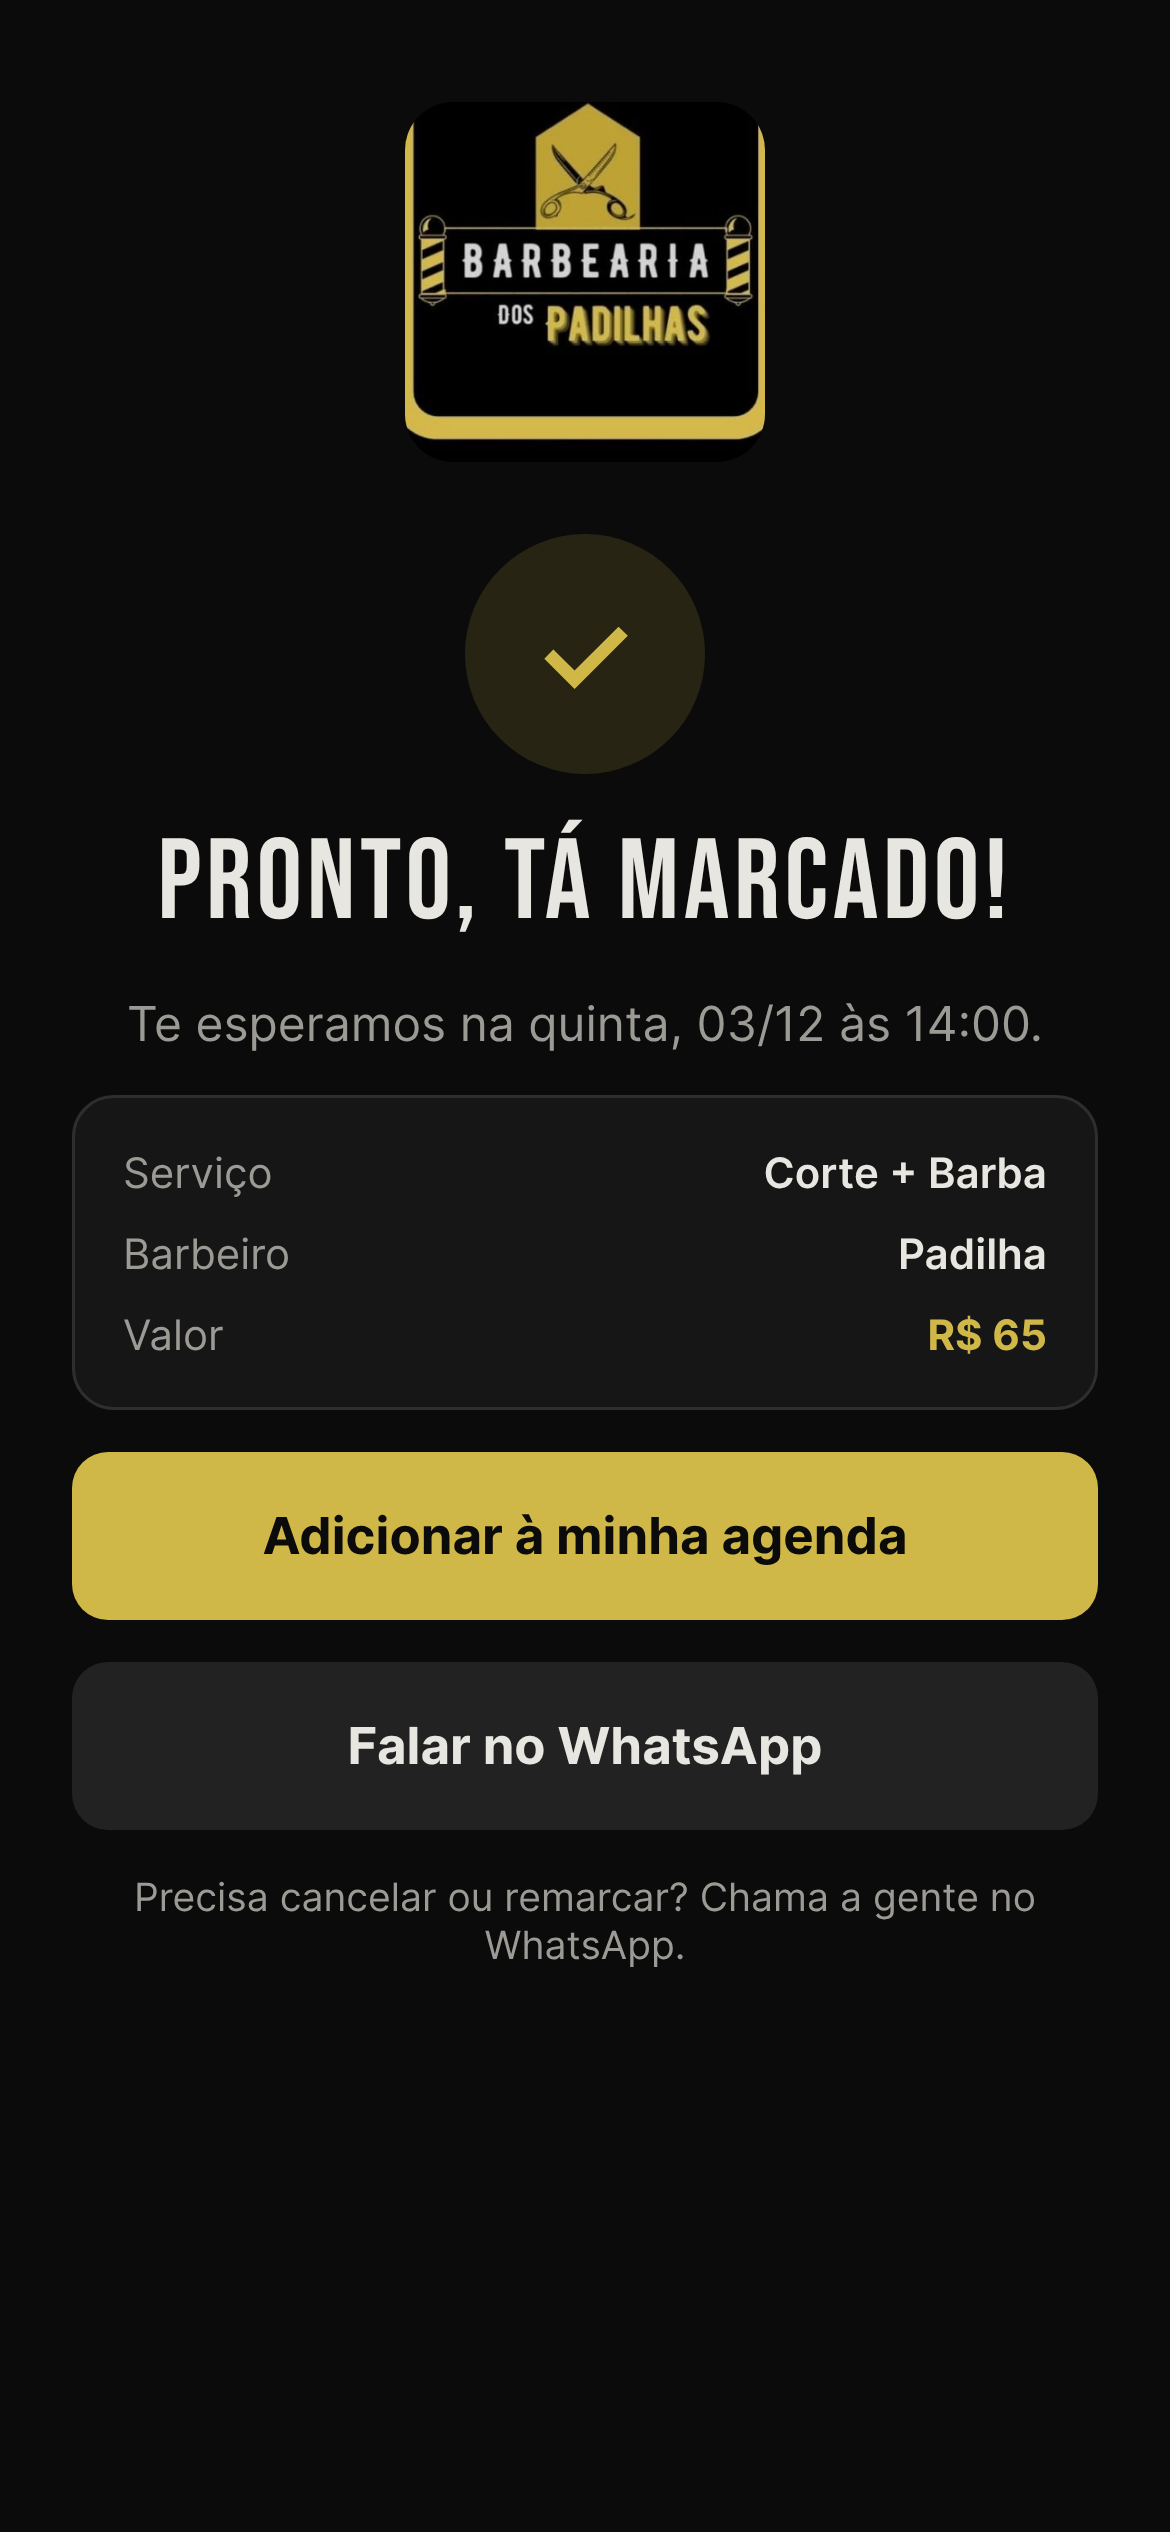 BARBEARIA
DOS PADILHAS
PRONTO, TÁ MARCADO!
Te esperamos na quinta, 03/12 às 14:00.
Serviço Corte + Barba
Barbeiro Padilha
Valor R$ 65
Adicionar à minha agenda
Falar no WhatsApp
Precisa cancelar ou remarcar? Chama a gente no
WhatsApp.